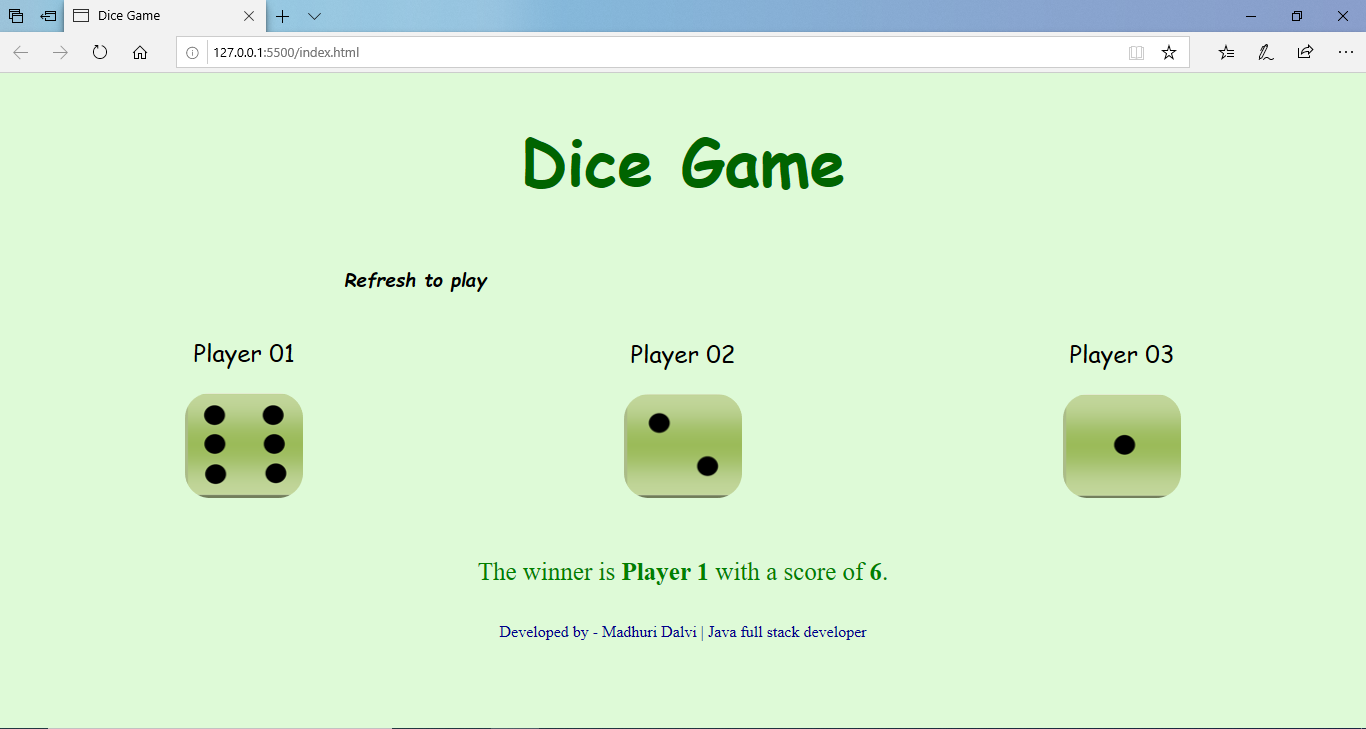 Dice Game
127.0.0.1:5500/index.html
Dice Game
Refresh to play
Player 01
Player 02
Player 03
The winner is Player 1 with a score of 6.
Developed by - Madhuri Dalvi | Java full stack developer